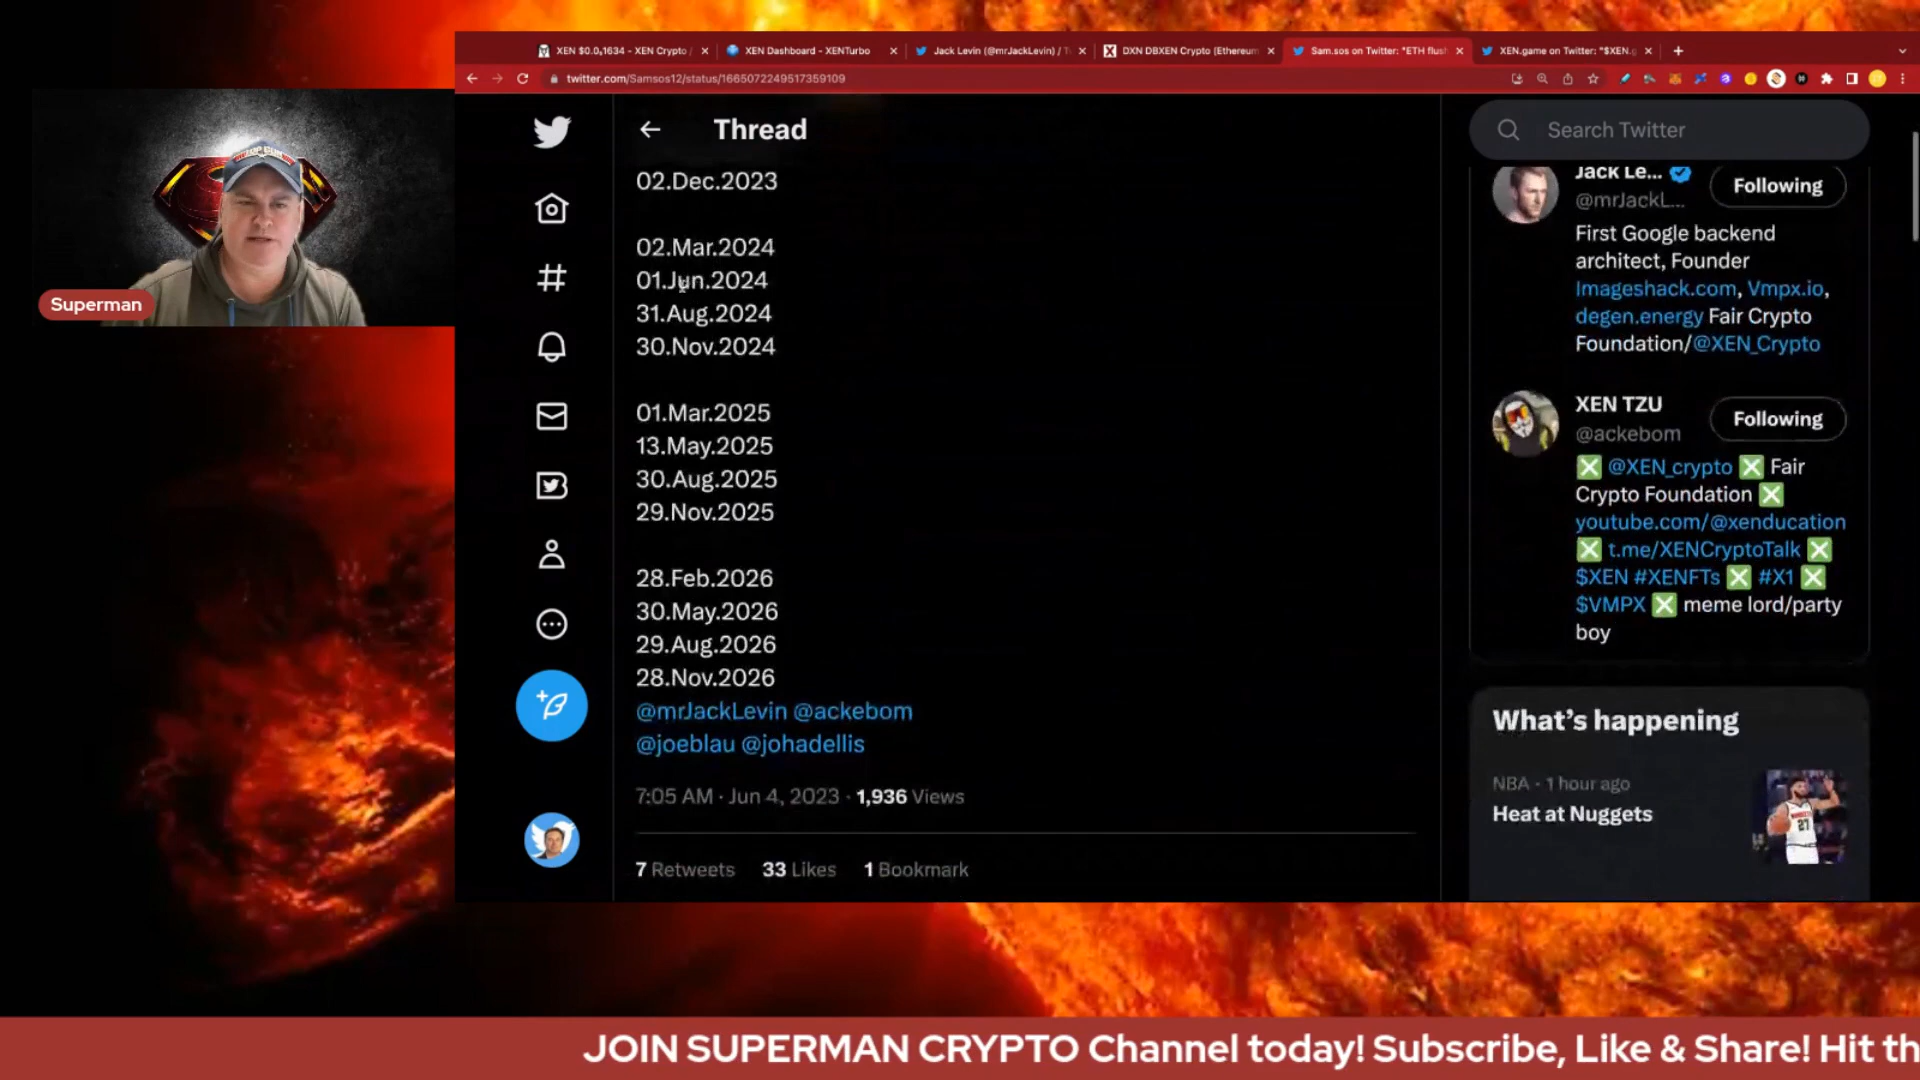 XEN $0.0₆1634 - XEN Crypto /
XEN Dashboard - XENTurbo
Jack Levin (@mrJackLevin) / T
DXN DBXEN Crypto (Ethereum
Sam.sos on Twitter: "ETH flush
XEN.game on Twitter: "$XEN.g
twitter.com/Samsos12/status/1665072249517359109
Superman
Thread
02.Dec.2023
02.Mar.2024
01.Jun.2024
31.Aug.2024
30.Nov.2024
01.Mar.2025
13.May.2025
30.Aug.2025
29.Nov.2025
28.Feb.2026
30.May.2026
29.Aug.2026
28.Nov.2026
@mrJackLevin @ackebom
@joeblau @johadellis
7:05 AM · Jun 4, 2023 · 1,936 Views
7 Retweets 33 Likes 1 Bookmark
Search Twitter
Jack Le...
Following
@mrJackL...
First Google backend
architect, Founder
Imageshack.com, Vmpx.io,
degen.energy Fair Crypto
Foundation/@XEN_Crypto
XEN TZU
Following
@ackebom
❎ @XEN_crypto ❎ Fair
Crypto Foundation ❎
youtube.com/@xenducation
❎ t.me/XENCryptoTalk ❎
$XEN #XENFTs ❎ #X1 ❎
$VMPX ❎ meme lord/party
boy
What's happening
NBA · 1 hour ago
Heat at Nuggets
27
JOIN SUPERMAN CRYPTO Channel today! Subscribe, Like & Share! Hit th